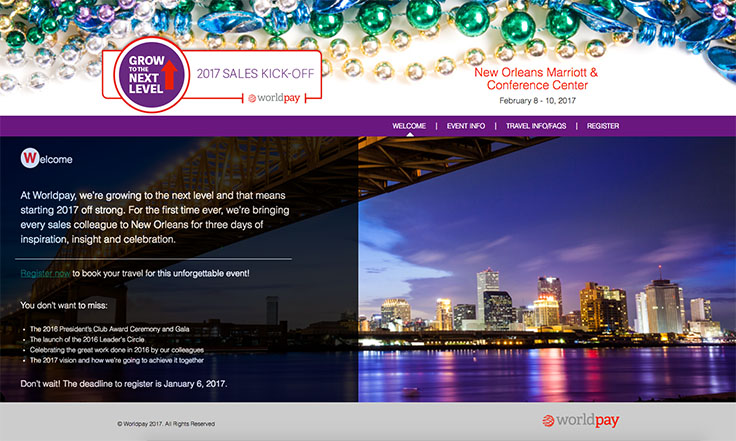 GROW
TO THE
NEXT
LEVEL
2017 SALES KICK-OFF
worldpay
New Orleans Marriott &
Conference Center
February 8 - 10, 2017
WELCOME | EVENT INFO | TRAVEL INFO/FAQS | REGISTER
Welcome
At Worldpay, we're growing to the next level and that means
starting 2017 off strong. For the first time ever, we're bringing
every sales colleague to New Orleans for three days of
inspiration, insight and celebration.
Register now to book your travel for this unforgettable event!
You don't want to miss:
• The 2016 President's Club Award Ceremony and Gala
• The launch of the 2016 Leader's Circle
• Celebrating the great work done in 2016 by our colleagues
• The 2017 vision and how we're going to achieve it together
Don't wait! The deadline to register is January 6, 2017.
© Worldpay 2017. All Rights Reserved
worldpay